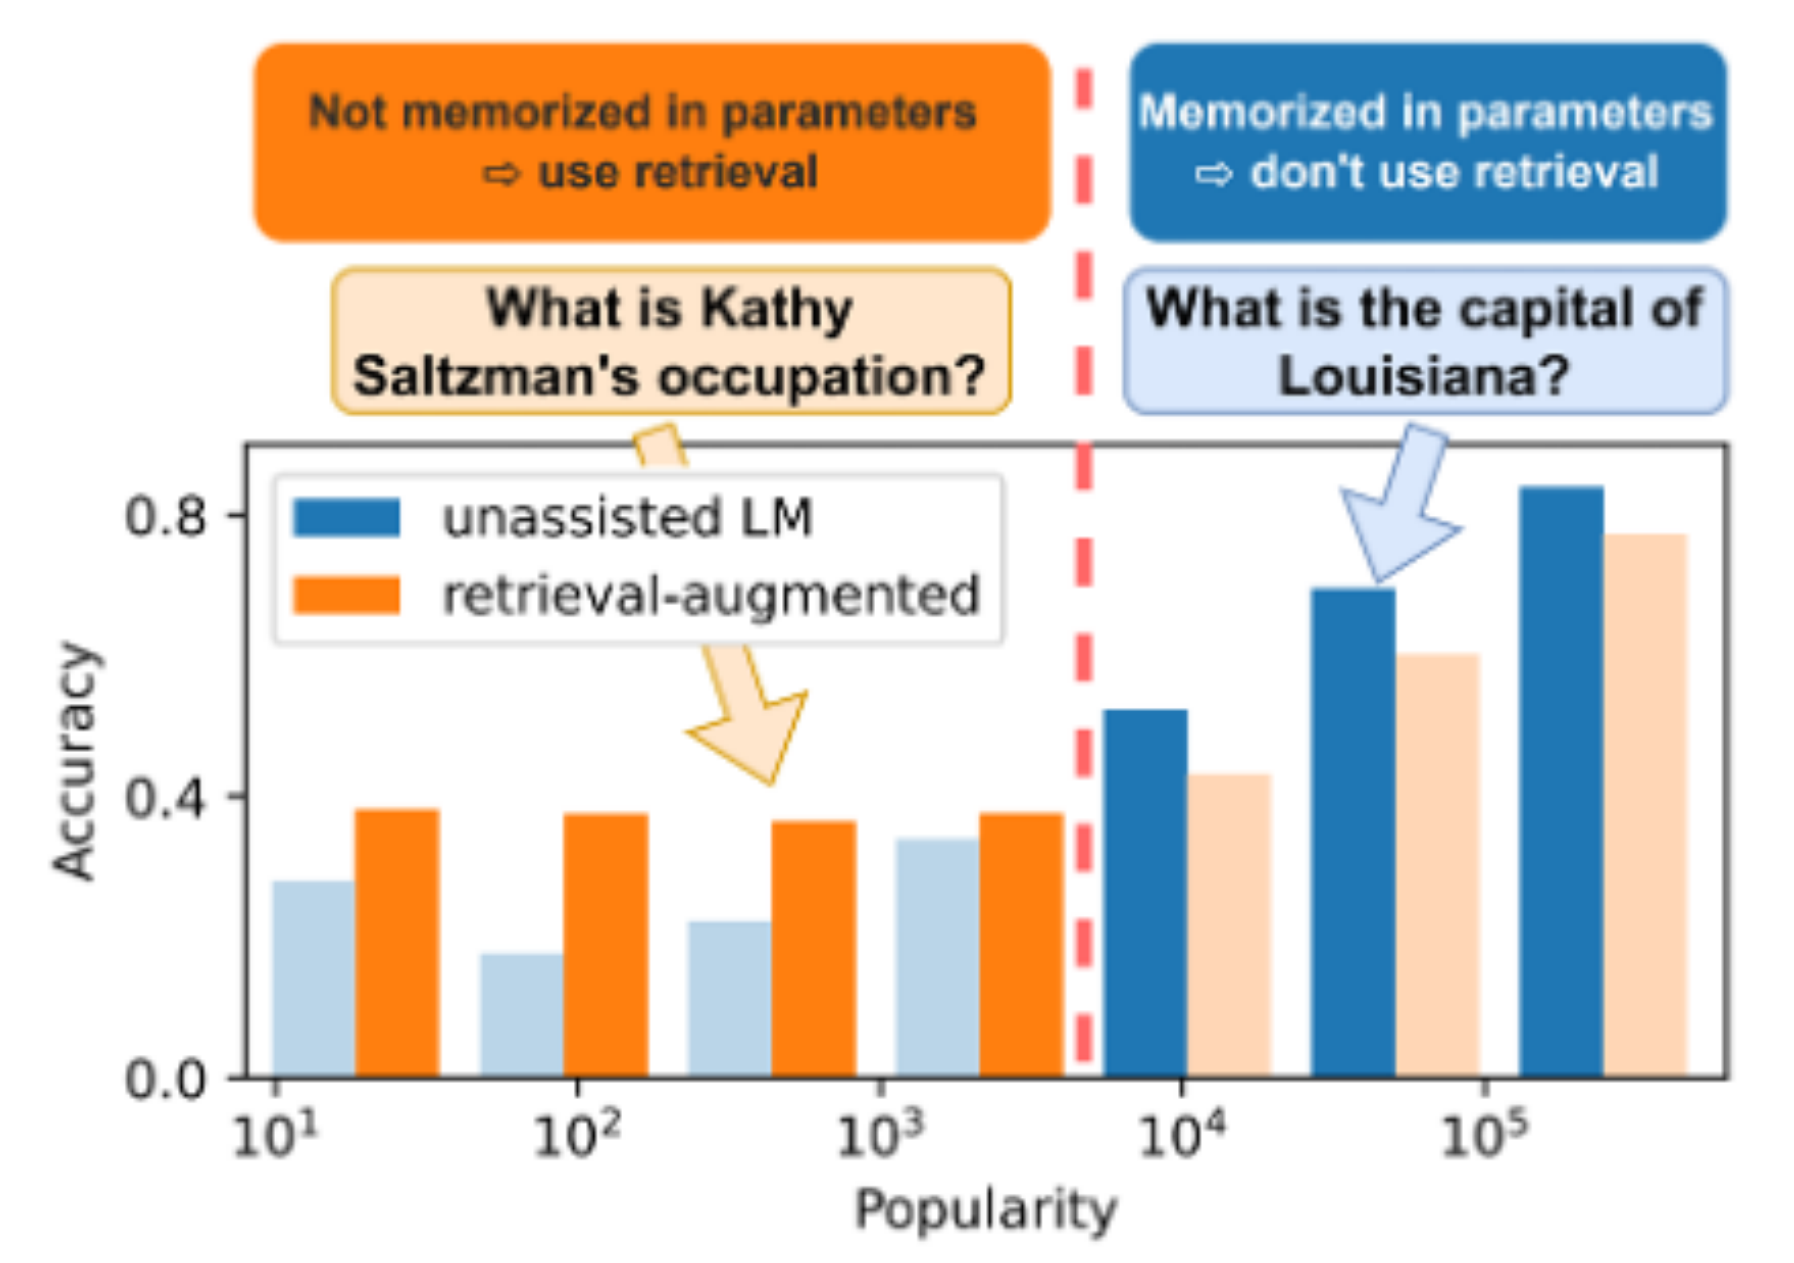 Not memorized in parameters
⇨ use retrieval
Memorized in parameters
⇨ don't use retrieval
What is Kathy
Saltzman's occupation?
What is the capital of
Louisiana?
unassisted LM
retrieval-augmented
Accuracy
0.8
0.4
0.0
10¹ 10² 10³ 10⁴ 10⁵
Popularity